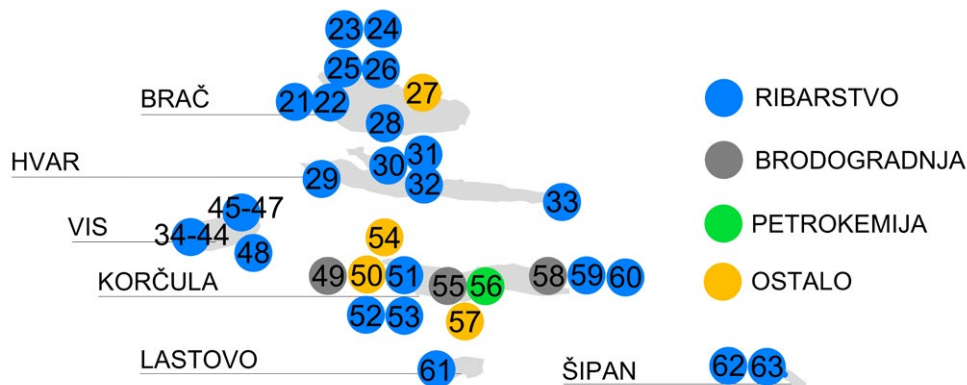 23 24
25 26
27
BRAČ
21 22
28
RIBARSTVO
HVAR
29
30
31
32
33
BRODOGRADNJA
VIS
45-47
34-44
48
PETROKEMIJA
54
KORČULA
49 50 51
55 56
58 59 60
OSTALO
52 53
57
LASTOVO
61
ŠIPAN
62 63